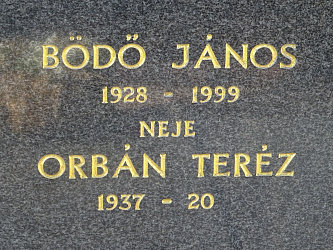 BÖDŐ JÁNOS
1928 - 1999
NEJE
ORBÁN TERÉZ
1937 - 20